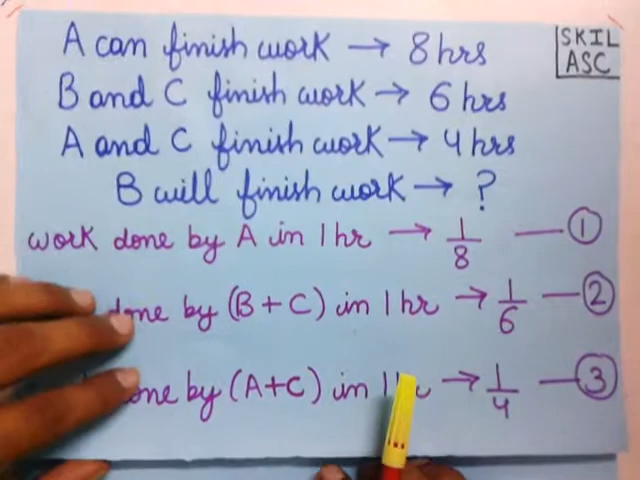 A can finish work → 8 hrs
SKIL
ASC
B and C finish work → 6 hrs
A and C finish work → 4 hrs
B will finish work → ?
work done by A in 1 hr → 1/8 — 1
done by (B + C) in 1 hr → 1/6 — 2
done by (A+C) in 1 hr → 1/4 — 3